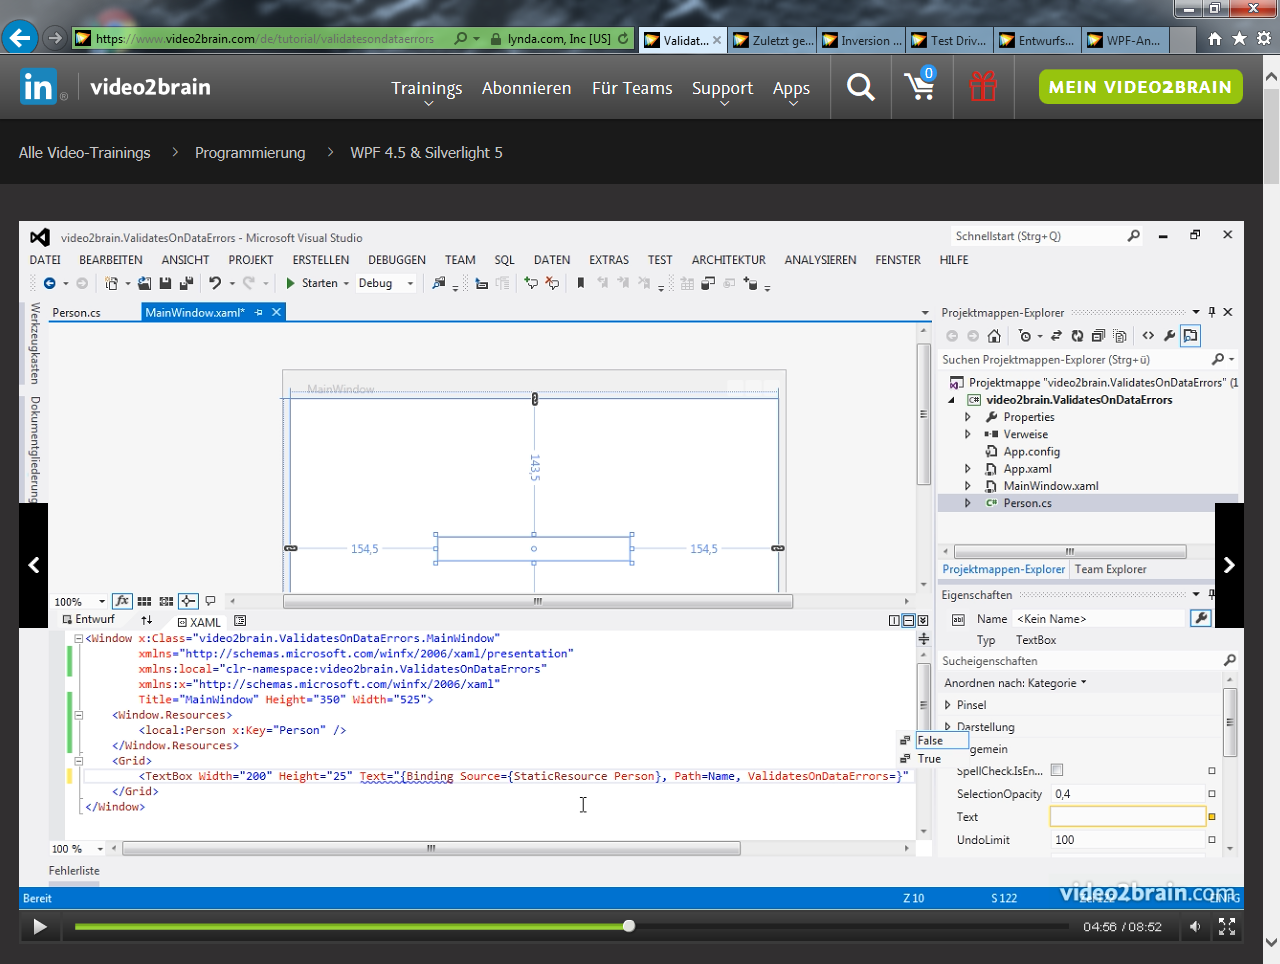 https://www.video2brain.com/de/tutorial/validatesondataerrors
lynda.com, Inc [US]
Validat...
Zuletzt ge...
Inversion ...
Test Driv...
Entwurfs...
WPF-An...
in
video2brain
Trainings
Abonnieren
Für Teams
Support
Apps
0
MEIN VIDEO2BRAIN
Alle Video-Trainings
Programmierung
WPF 4.5 & Silverlight 5
video2brain.ValidatesOnDataErrors - Microsoft Visual Studio
Schnellstart (Strg+Q)
DATEI BEARBEITEN ANSICHT PROJEKT ERSTELLEN DEBUGGEN TEAM SQL DATEN EXTRAS TEST ARCHITEKTUR ANALYSIEREN FENSTER HILFE
Starten
Debug
Werkzeugkasten
Dokumentgliederung
Person.cs
MainWindow.xaml*
MainWindow
143,5
154,5
154,5
100%
Entwurf
XAML
<Window x:Class="video2brain.ValidatesOnDataErrors.MainWindow"
xmlns="http://schemas.microsoft.com/winfx/2006/xaml/presentation"
xmlns:local="clr-namespace:video2brain.ValidatesOnDataErrors"
xmlns:x="http://schemas.microsoft.com/winfx/2006/xaml"
Title="MainWindow" Height="350" Width="525">
<Window.Resources>
<local:Person x:Key="Person" />
</Window.Resources>
<Grid>
<TextBox Width="200" Height="25" Text="{Binding Source={StaticResource Person}, Path=Name, ValidatesOnDataErrors=}"
</Grid>
</Window>
False
True
100 %
Fehlerliste
Projektmappen-Explorer
Suchen Projektmappen-Explorer (Strg+ü)
Projektmappe "video2brain.ValidatesOnDataErrors" (1
video2brain.ValidatesOnDataErrors
Properties
Verweise
App.config
App.xaml
MainWindow.xaml
Person.cs
Projektmappen-Explorer
Team Explorer
Eigenschaften
Name <Kein Name>
Typ TextBox
Sucheigenschaften
Anordnen nach: Kategorie
Pinsel
Darstellung
gemein
SpellCheck.IsEn...
SelectionOpacity 0,4
Text
UndoLimit 100
Bereit
Z 10
S 122
video2brain.com
04:56 / 08:52